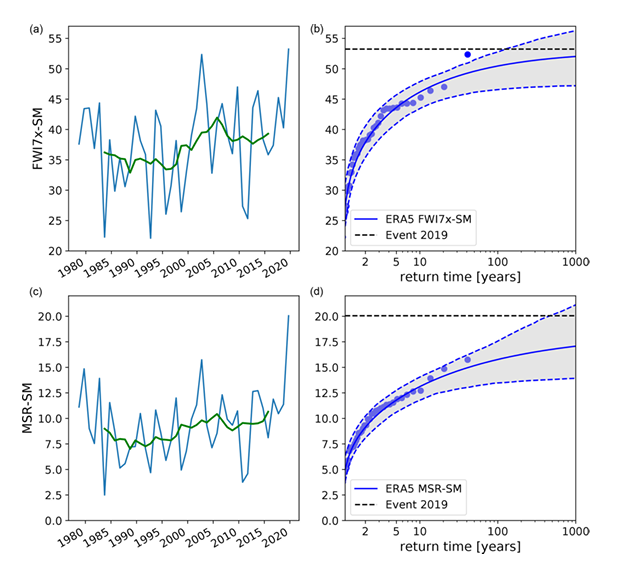 (a)
FWI7x-SM
55
50
45
40
35
30
25
20
1980 1985 1990 1995 2000 2005 2010 2015 2020
(b)
55
50
45
40
35
30
25
20
ERA5 FWI7x-SM
Event 2019
2 5 10 100 1000
return time [years]
(c)
MSR-SM
20.0
17.5
15.0
12.5
10.0
7.5
5.0
2.5
0.0
1980 1985 1990 1995 2000 2005 2010 2015 2020
(d)
20.0
17.5
15.0
12.5
10.0
7.5
5.0
2.5
0.0
ERA5 MSR-SM
Event 2019
2 5 10 100 1000
return time [years]